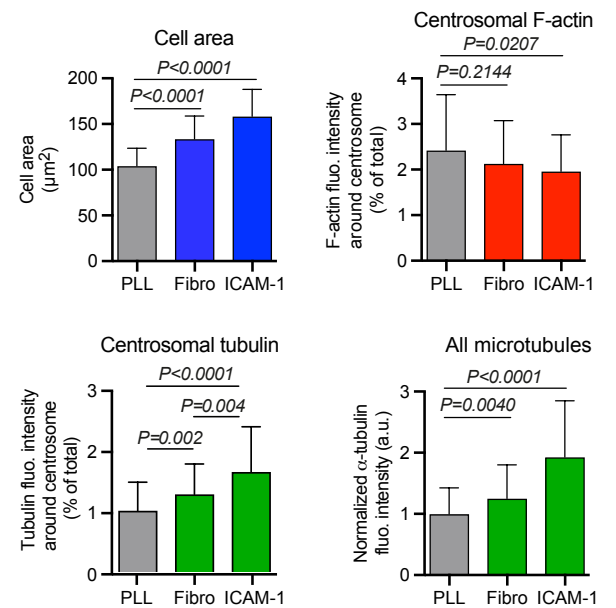 Cell area
P<0.0001
P<0.0001
Cell area
(μm²)
200
150
100
50
0
PLL Fibro ICAM-1
Centrosomal F-actin
P=0.0207
P=0.2144
F-actin fluo. intensity
around centrosome
(% of total)
4
3
2
1
0
PLL Fibro ICAM-1
Centrosomal tubulin
P<0.0001
P=0.004
P=0.002
Tubulin fluo. intensity
around centrosome
(% of total)
3
2
1
0
PLL Fibro ICAM-1
All microtubules
P<0.0001
P=0.0040
Normalized α-tubulin
fluo. intensity (a.u.)
3
2
1
0
PLL Fibro ICAM-1